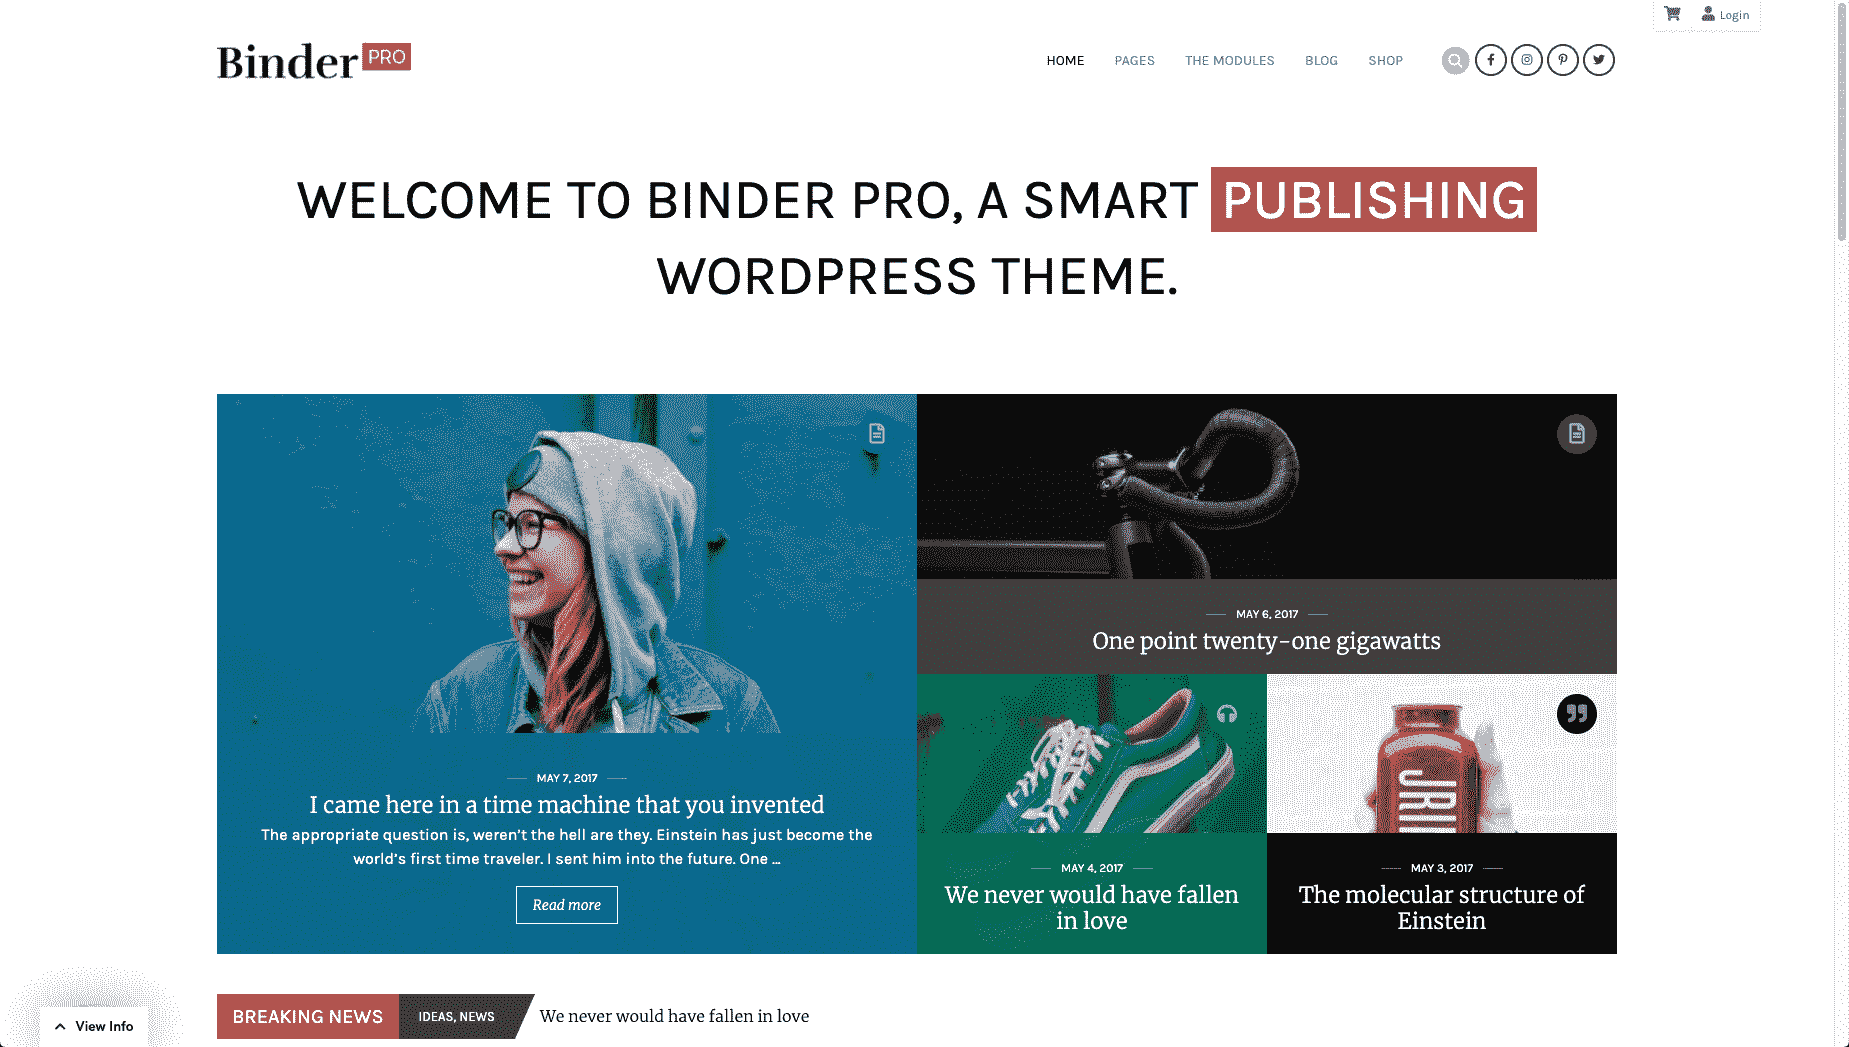 Login
Binder PRO
HOME PAGES THE MODULES BLOG SHOP
WELCOME TO BINDER PRO, A SMART PUBLISHING
WORDPRESS THEME.
MAY 6, 2017
One point twenty-one gigawatts
MAY 7, 2017
I came here in a time machine that you invented
The appropriate question is, weren't the hell are they. Einstein has just become the
world's first time traveler. I sent him into the future. One ...
Read more
MAY 4, 2017
We never would have fallen
in love
JRI
MAY 3, 2017
The molecular structure of
Einstein
BREAKING NEWS IDEAS, NEWS We never would have fallen in love
View Info